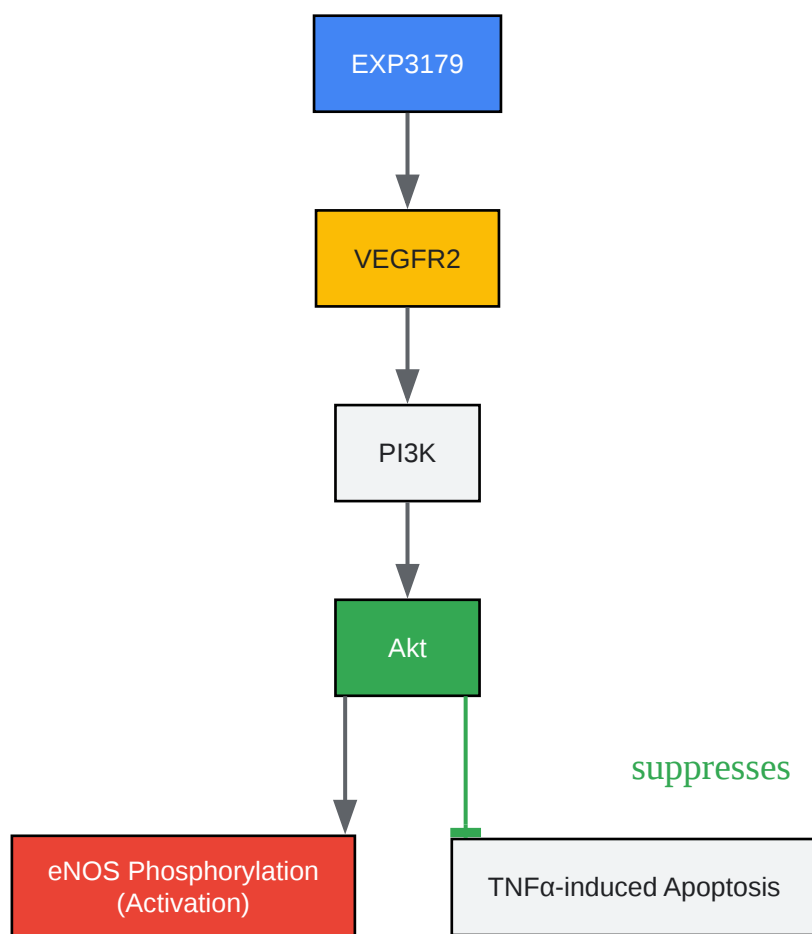 EXP3179
VEGFR2
PI3K
Akt
suppresses
eNOS Phosphorylation
(Activation)
TNFα-induced Apoptosis